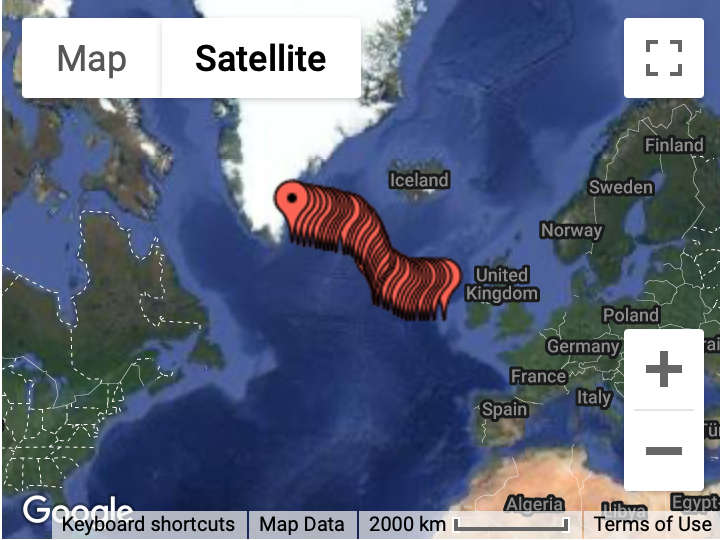 Map
Satellite
Iceland
Finland
Sweden
Norway
United
Kingdom
Poland
Germany
France
Italy
Spain
Algeria
Libya
Egypt
Google
Keyboard shortcuts
Map Data
2000 km
Terms of Use